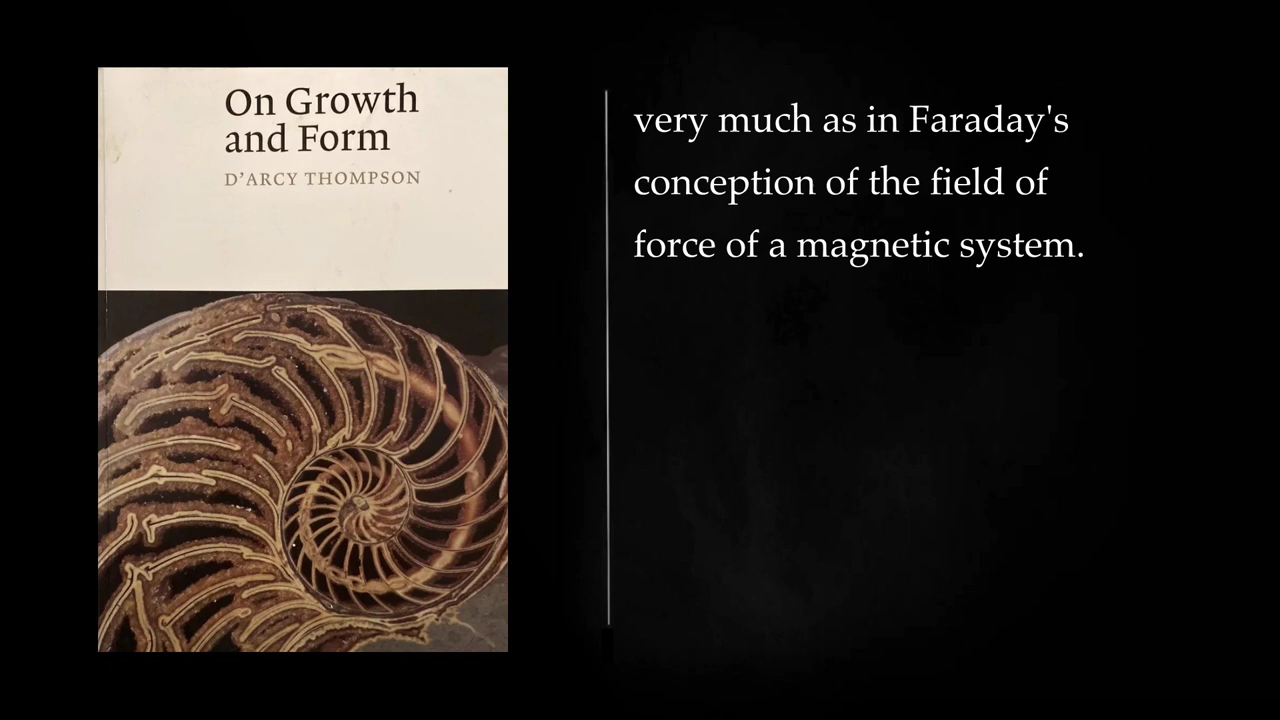 On Growth
and Form
D'ARCY THOMPSON
very much as in Faraday's
conception of the field of
force of a magnetic system.